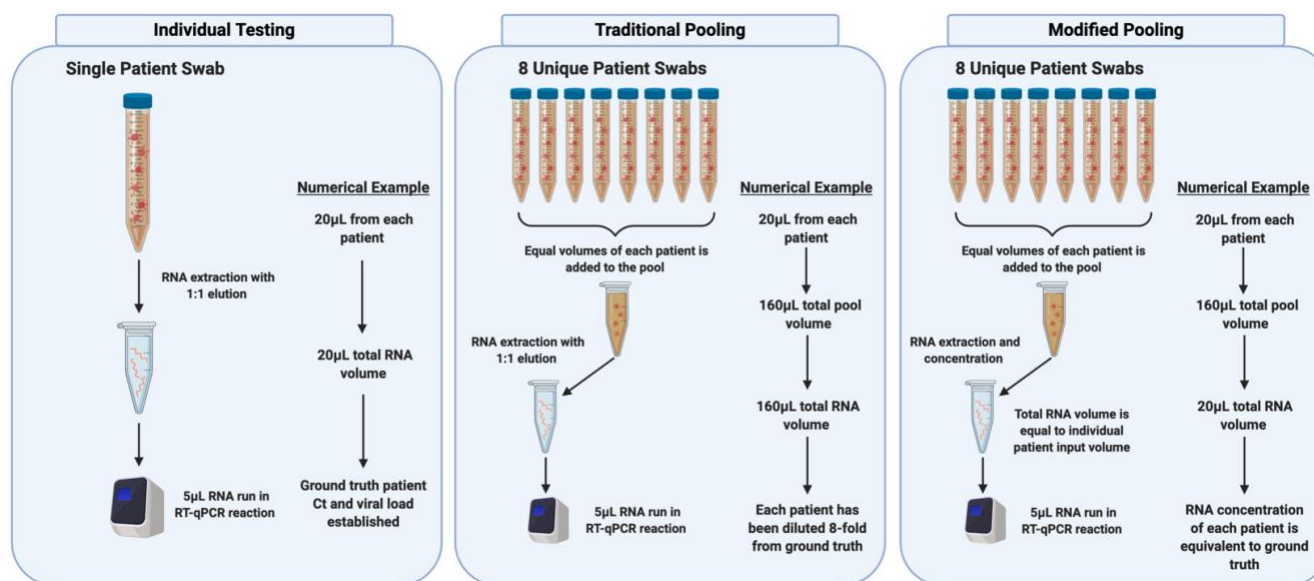 Individual Testing
Single Patient Swab
Numerical Example
20µL from each
patient
RNA extraction with
1:1 elution
20µL total RNA
volume
5µL RNA run in
RT-qPCR reaction
Ground truth patient
Ct and viral load
established
Traditional Pooling
8 Unique Patient Swabs
Numerical Example
20µL from each
patient
Equal volumes of each patient is
added to the pool
160µL total pool
volume
RNA extraction with
1:1 elution
160µL total RNA
volume
5µL RNA run in
RT-qPCR reaction
Each patient has
been diluted 8-fold
from ground truth
Modified Pooling
8 Unique Patient Swabs
Numerical Example
20µL from each
patient
Equal volumes of each patient is
added to the pool
160µL total pool
volume
RNA extraction and
concentration
Total RNA volume is
equal to individual
patient input volume
20µL total RNA
volume
5µL RNA run in
RT-qPCR reaction
RNA concentration
of each patient is
equivalent to ground
truth